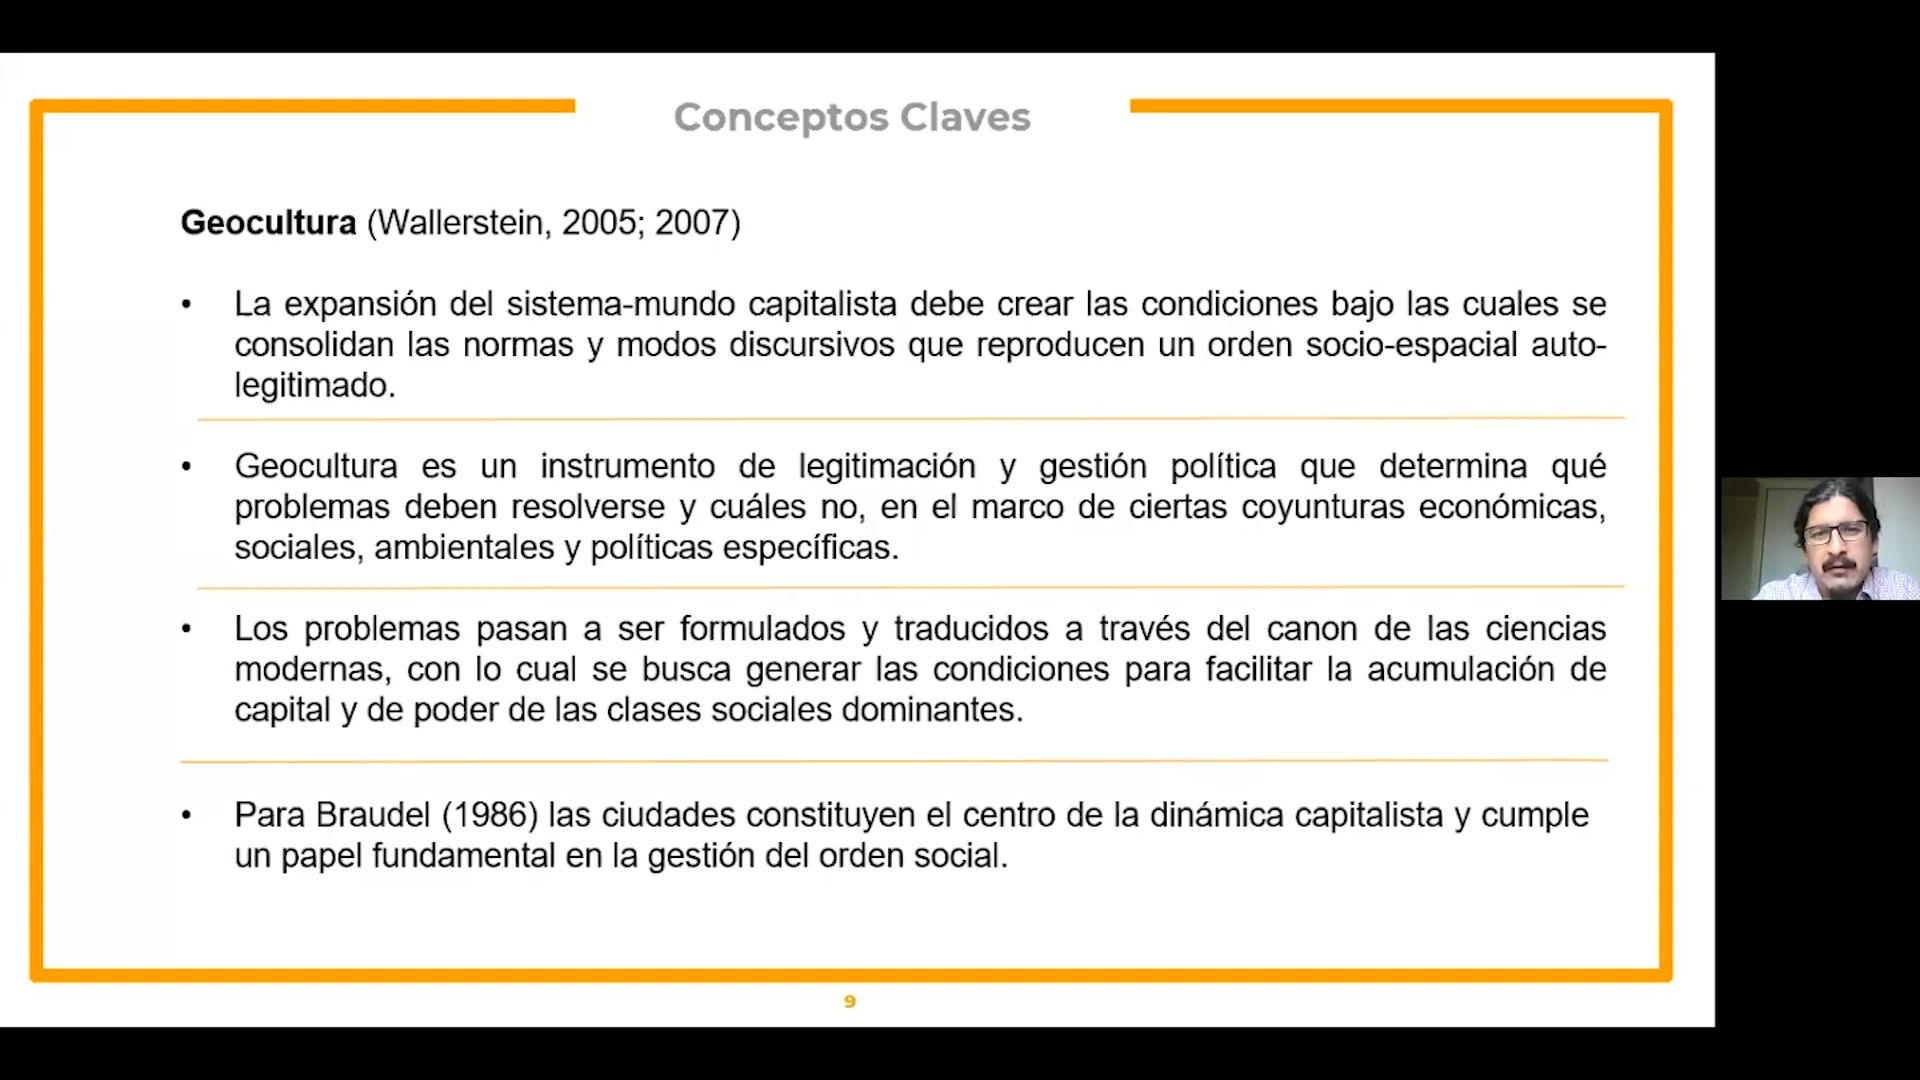 Conceptos Claves
Geocultura (Wallerstein, 2005; 2007)
• La expansión del sistema-mundo capitalista debe crear las condiciones bajo las cuales se
consolidan las normas y modos discursivos que reproducen un orden socio-espacial auto-
legitimado.
• Geocultura es un instrumento de legitimación y gestión política que determina qué
problemas deben resolverse y cuáles no, en el marco de ciertas coyunturas económicas,
sociales, ambientales y políticas específicas.
• Los problemas pasan a ser formulados y traducidos a través del canon de las ciencias
modernas, con lo cual se busca generar las condiciones para facilitar la acumulación de
capital y de poder de las clases sociales dominantes.
• Para Braudel (1986) las ciudades constituyen el centro de la dinámica capitalista y cumple
un papel fundamental en la gestión del orden social.
9